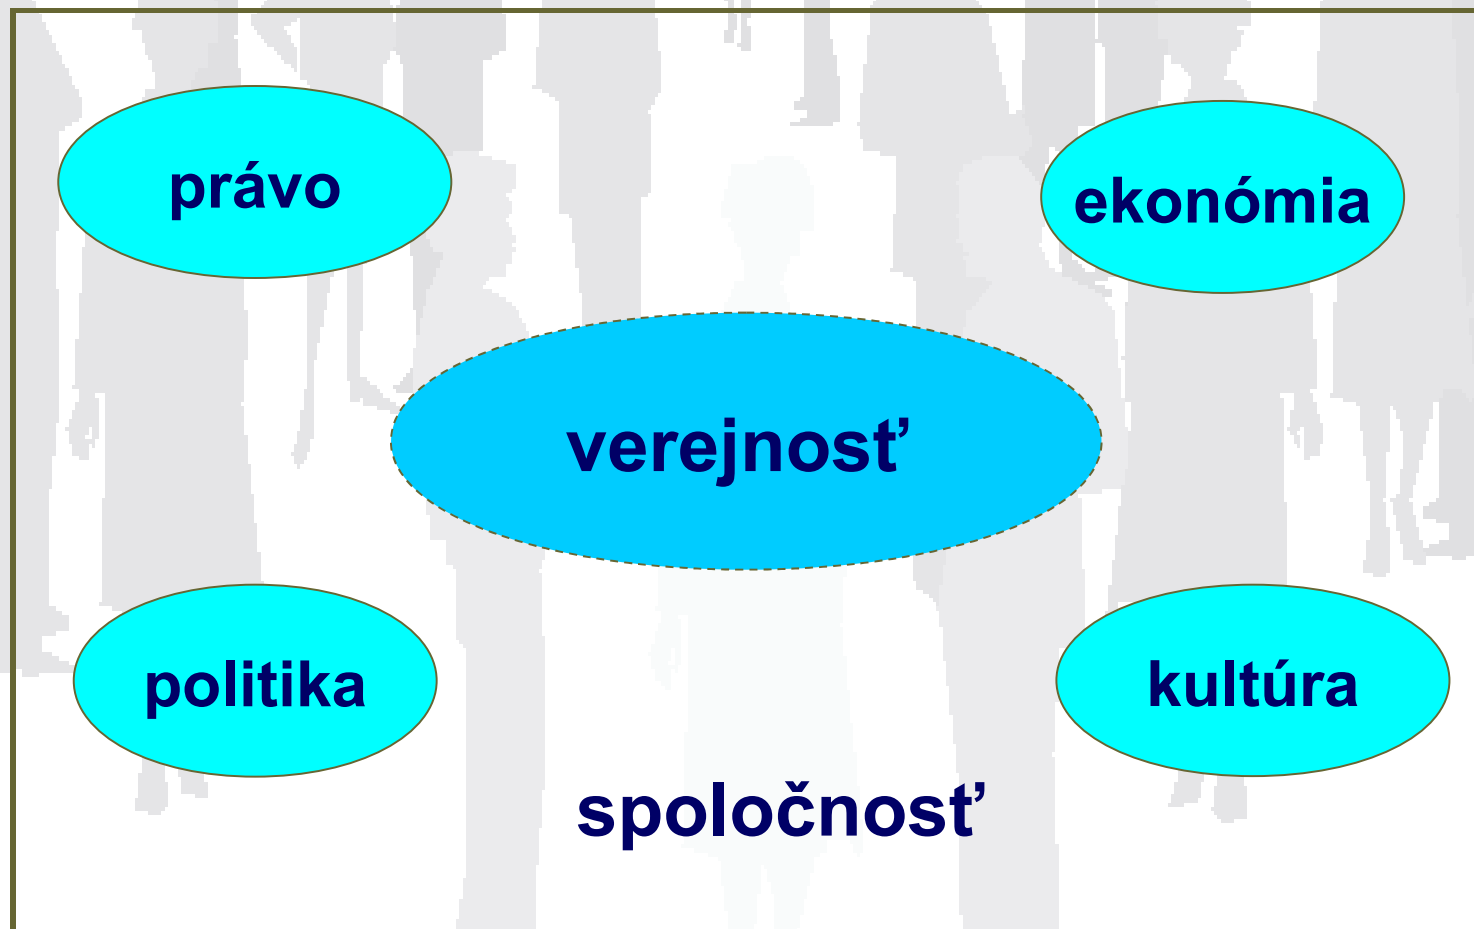 právo
ekonómia
verejnosť
politika
kultúra
spoločnosť